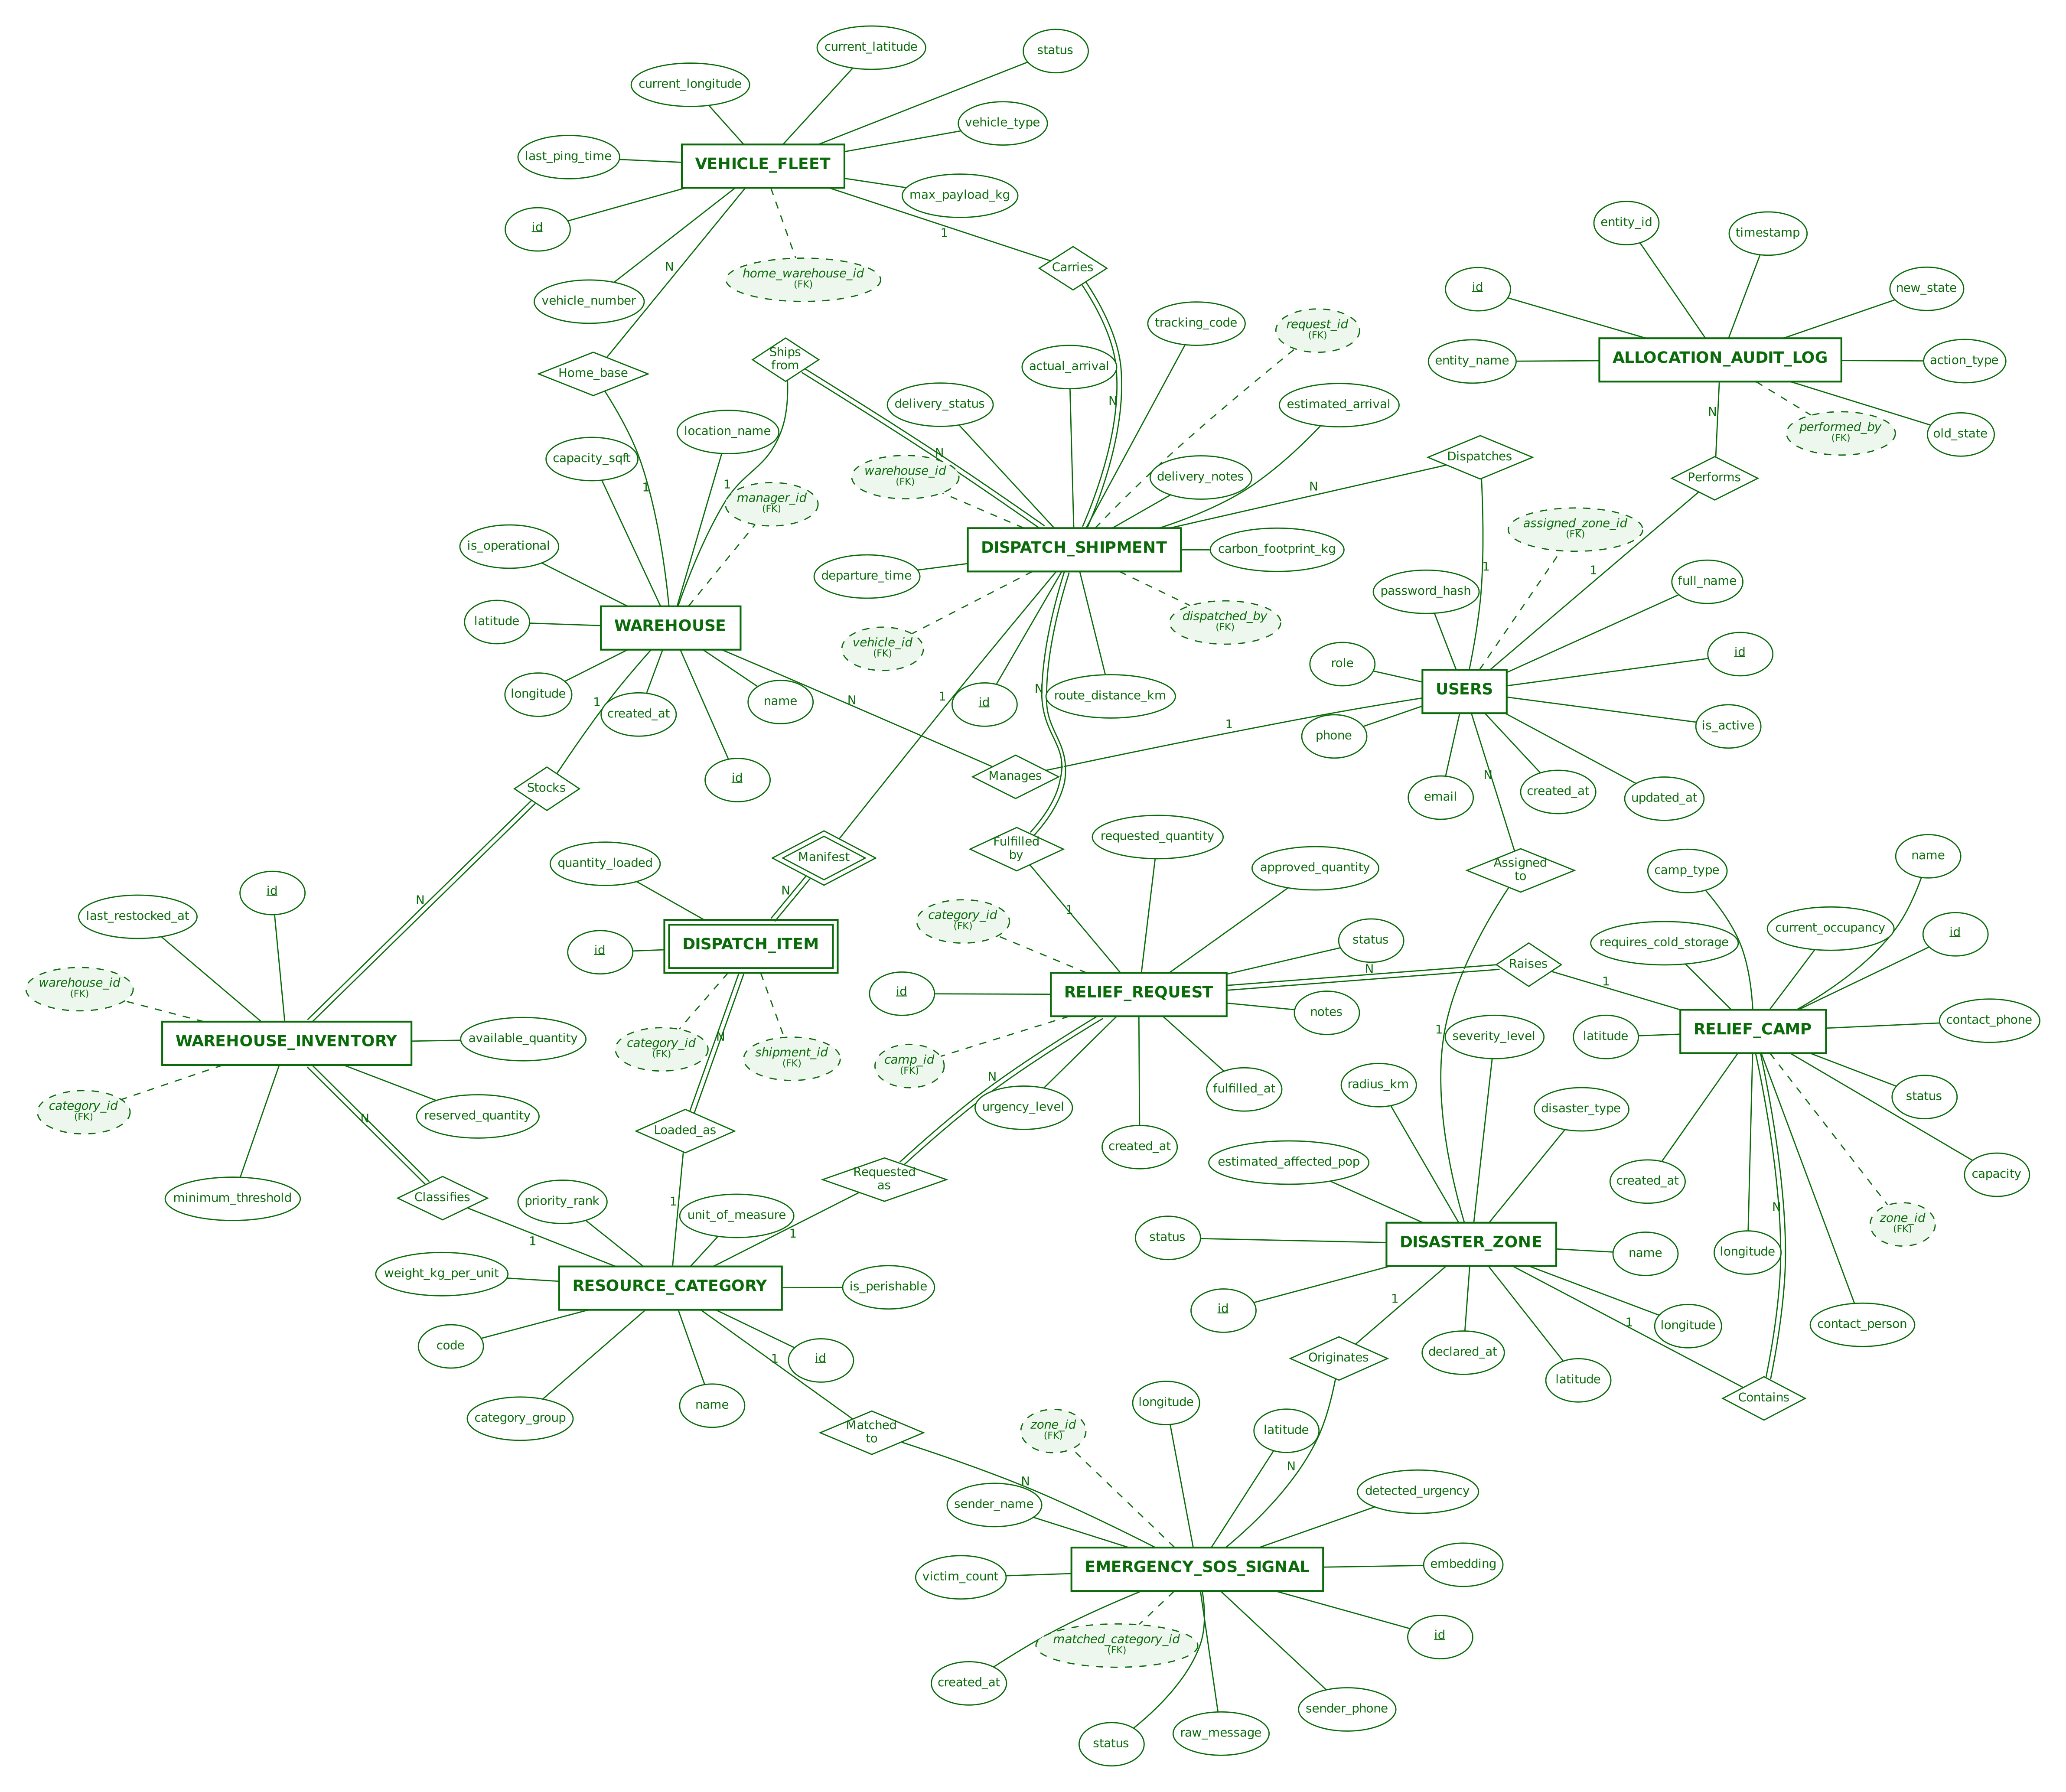 current_latitude
status
current_longitude
vehicle_type
last_ping_time
VEHICLE_FLEET
max_payload_kg
id
1
N
home_warehouse_id
(FK)
vehicle_number
Carries
entity_id
timestamp
id
new_state
entity_name
ALLOCATION_AUDIT_LOG
action_type
performed_by
(FK)
old_state
N
Performs
Home_base
Ships
from
tracking_code
request_id
(FK)
actual_arrival
delivery_status
N
estimated_arrival
location_name
capacity_sqft
N
warehouse_id
(FK)
delivery_notes
Dispatches
N
1
1
manager_id
(FK)
is_operational
DISPATCH_SHIPMENT
carbon_footprint_kg
departure_time
assigned_zone_id
(FK)
1
1
password_hash
full_name
latitude
WAREHOUSE
vehicle_id
(FK)
dispatched_by
(FK)
role
USERS
id
longitude
1
created_at
name
N
1
id
N
route_distance_km
1
phone
is_active
id
Stocks
Manages
N
email
created_at
updated_at
quantity_loaded
Manifest
Fulfilled
by
requested_quantity
approved_quantity
Assigned
to
camp_type
name
N
last_restocked_at
id
N
id
DISPATCH_ITEM
1
category_id
(FK)
status
requires_cold_storage
current_occupancy
id
warehouse_id
(FK)
id
RELIEF_REQUEST
N
Raises
1
notes
WAREHOUSE_INVENTORY
available_quantity
category_id
(FK)
N
shipment_id
(FK)
camp_id
(FK)
N
urgency_level
fulfilled_at
1
severity_level
latitude
RELIEF_CAMP
contact_phone
category_id
(FK)
N
reserved_quantity
Loaded_as
created_at
radius_km
disaster_type
status
minimum_threshold
Classifies
Requested
as
estimated_affected_pop
created_at
capacity
priority_rank
1
unit_of_measure
1
1
N
zone_id
(FK)
weight_kg_per_unit
RESOURCE_CATEGORY
is_perishable
status
DISASTER_ZONE
name
longitude
code
1
id
id
1
1
longitude
contact_person
category_group
name
declared_at
Originates
latitude
Contains
Matched
to
zone_id
(FK)
longitude
latitude
N
N
sender_name
detected_urgency
victim_count
EMERGENCY_SOS_SIGNAL
embedding
matched_category_id
(FK)
id
created_at
status
raw_message
sender_phone